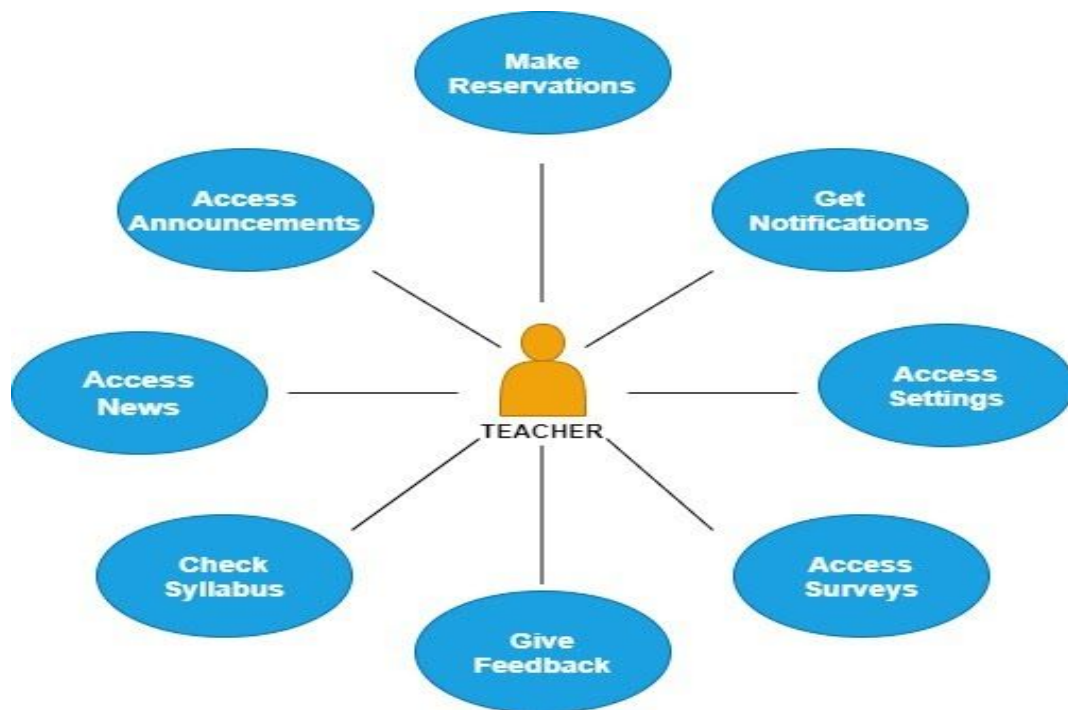 Make
Reservations
Access
Announcements
Get
Notifications
Access
News
Access
Settings
TEACHER
Check
Syllabus
Access
Surveys
Give
Feedback